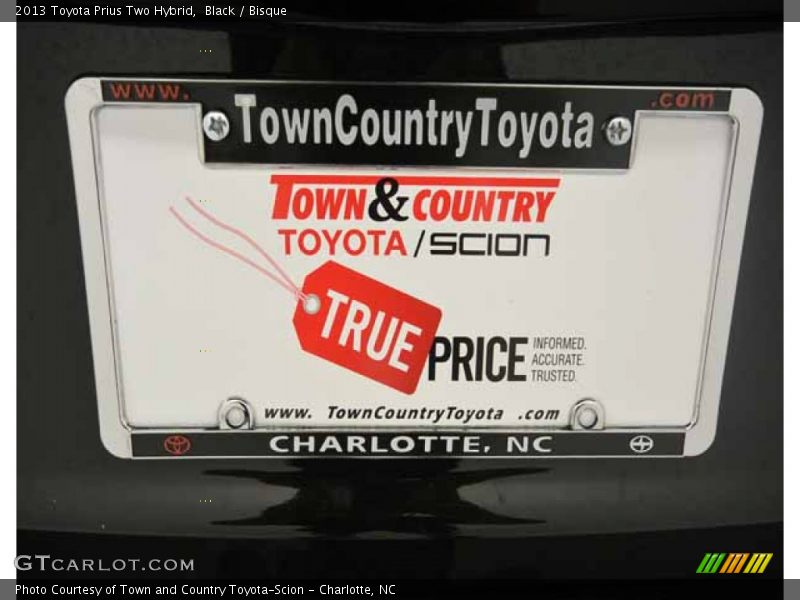 2013 Toyota Prius Two Hybrid, Black / Bisque
www. .com
TownCountryToyota
TOWN & COUNTRY
TOYOTA / SCION
TRUE PRICE
INFORMED.
ACCURATE.
TRUSTED.
www. TownCountryToyota .com
CHARLOTTE, NC
GTCARLOT.COM
Photo Courtesy of Town and Country Toyota-Scion - Charlotte, NC